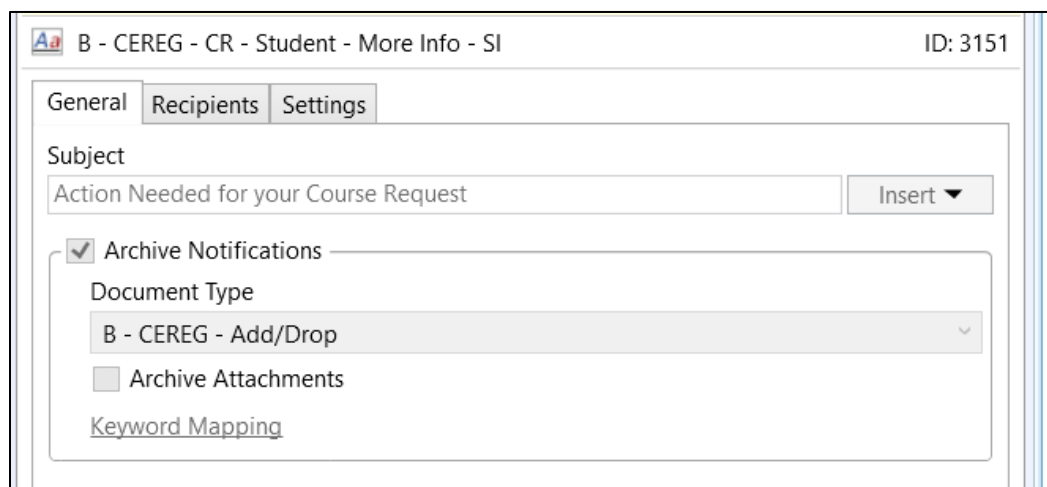 Aa B - CEREG - CR - Student - More Info - SI ID: 3151
General Recipients Settings
Subject
Action Needed for your Course Request Insert
Archive Notifications
Document Type
B - CEREG - Add/Drop
Archive Attachments
Keyword Mapping